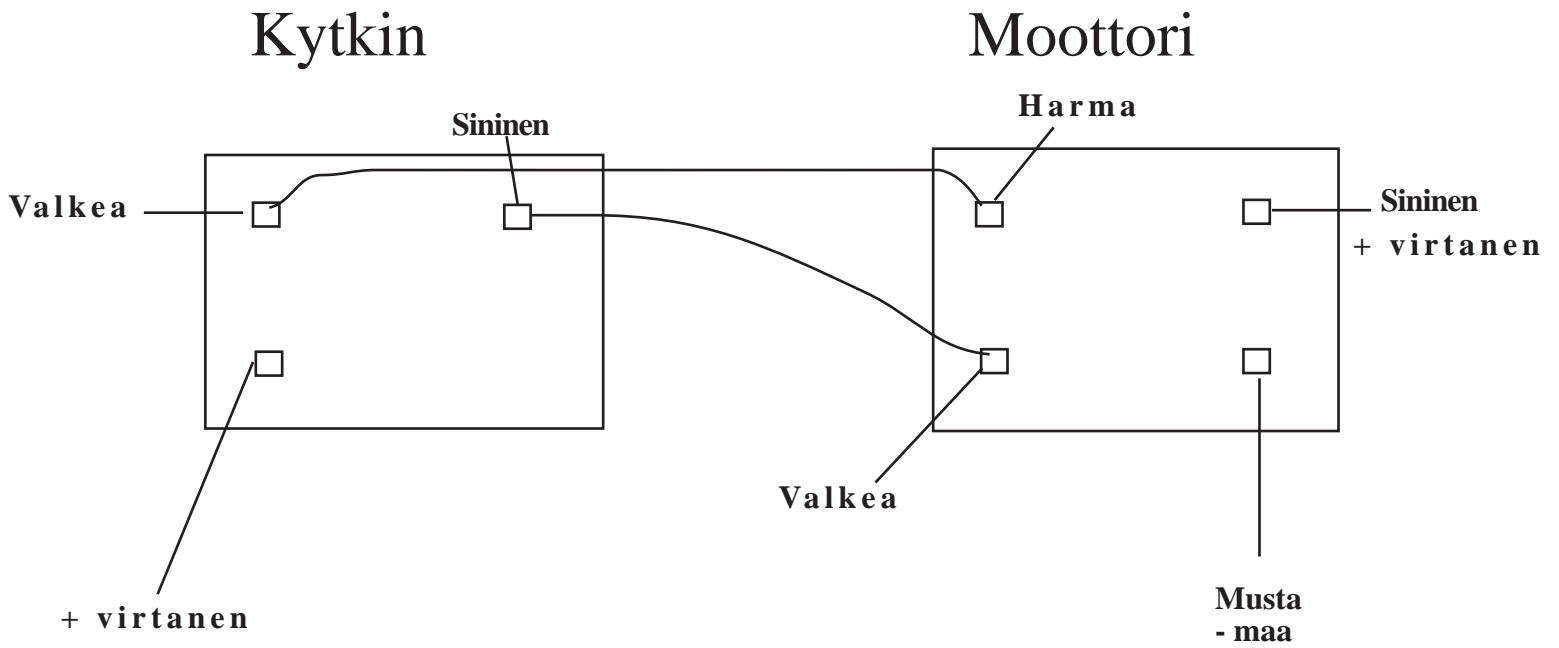 Kytkin
Moottori
Harma
Sininen
Valkea
Sininen
+ virtanen
Valkea
+ virtanen
Musta
- maa